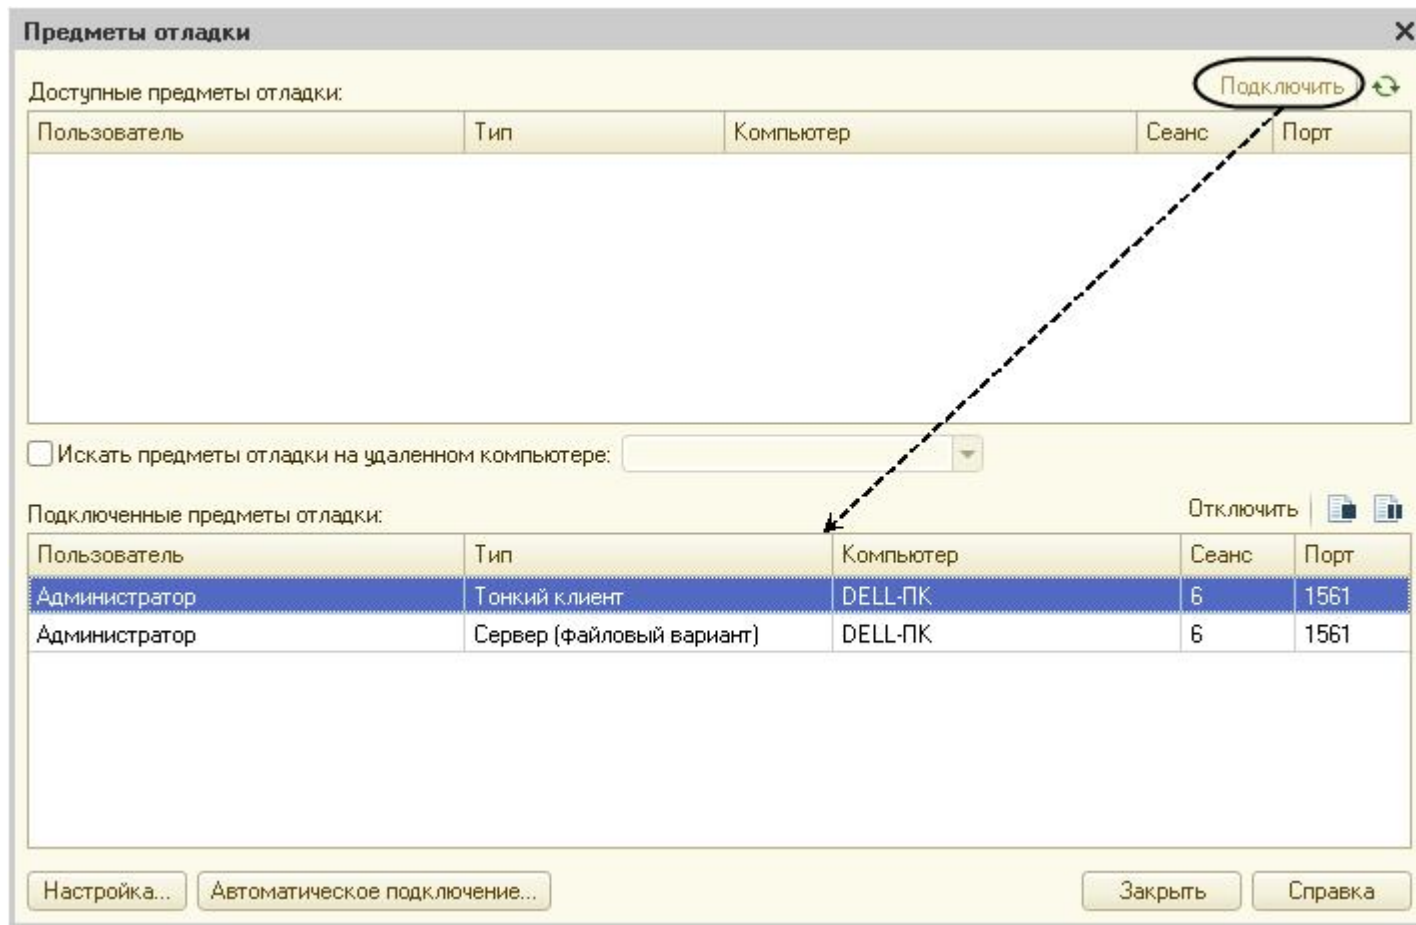 Предметы отладки
Подключить
Доступные предметы отладки:
Пользователь Тип Компьютер Сеанс Порт
Искать предметы отладки на удаленном компьютере:
Отключить
Подключенные предметы отладки:
Пользователь Тип Компьютер Сеанс Порт
Администратор Тонкий клиент DELL-ПК 6 1561
Администратор Сервер (файловый вариант) DELL-ПК 6 1561
Настройка... Автоматическое подключение... Закрыть Справка